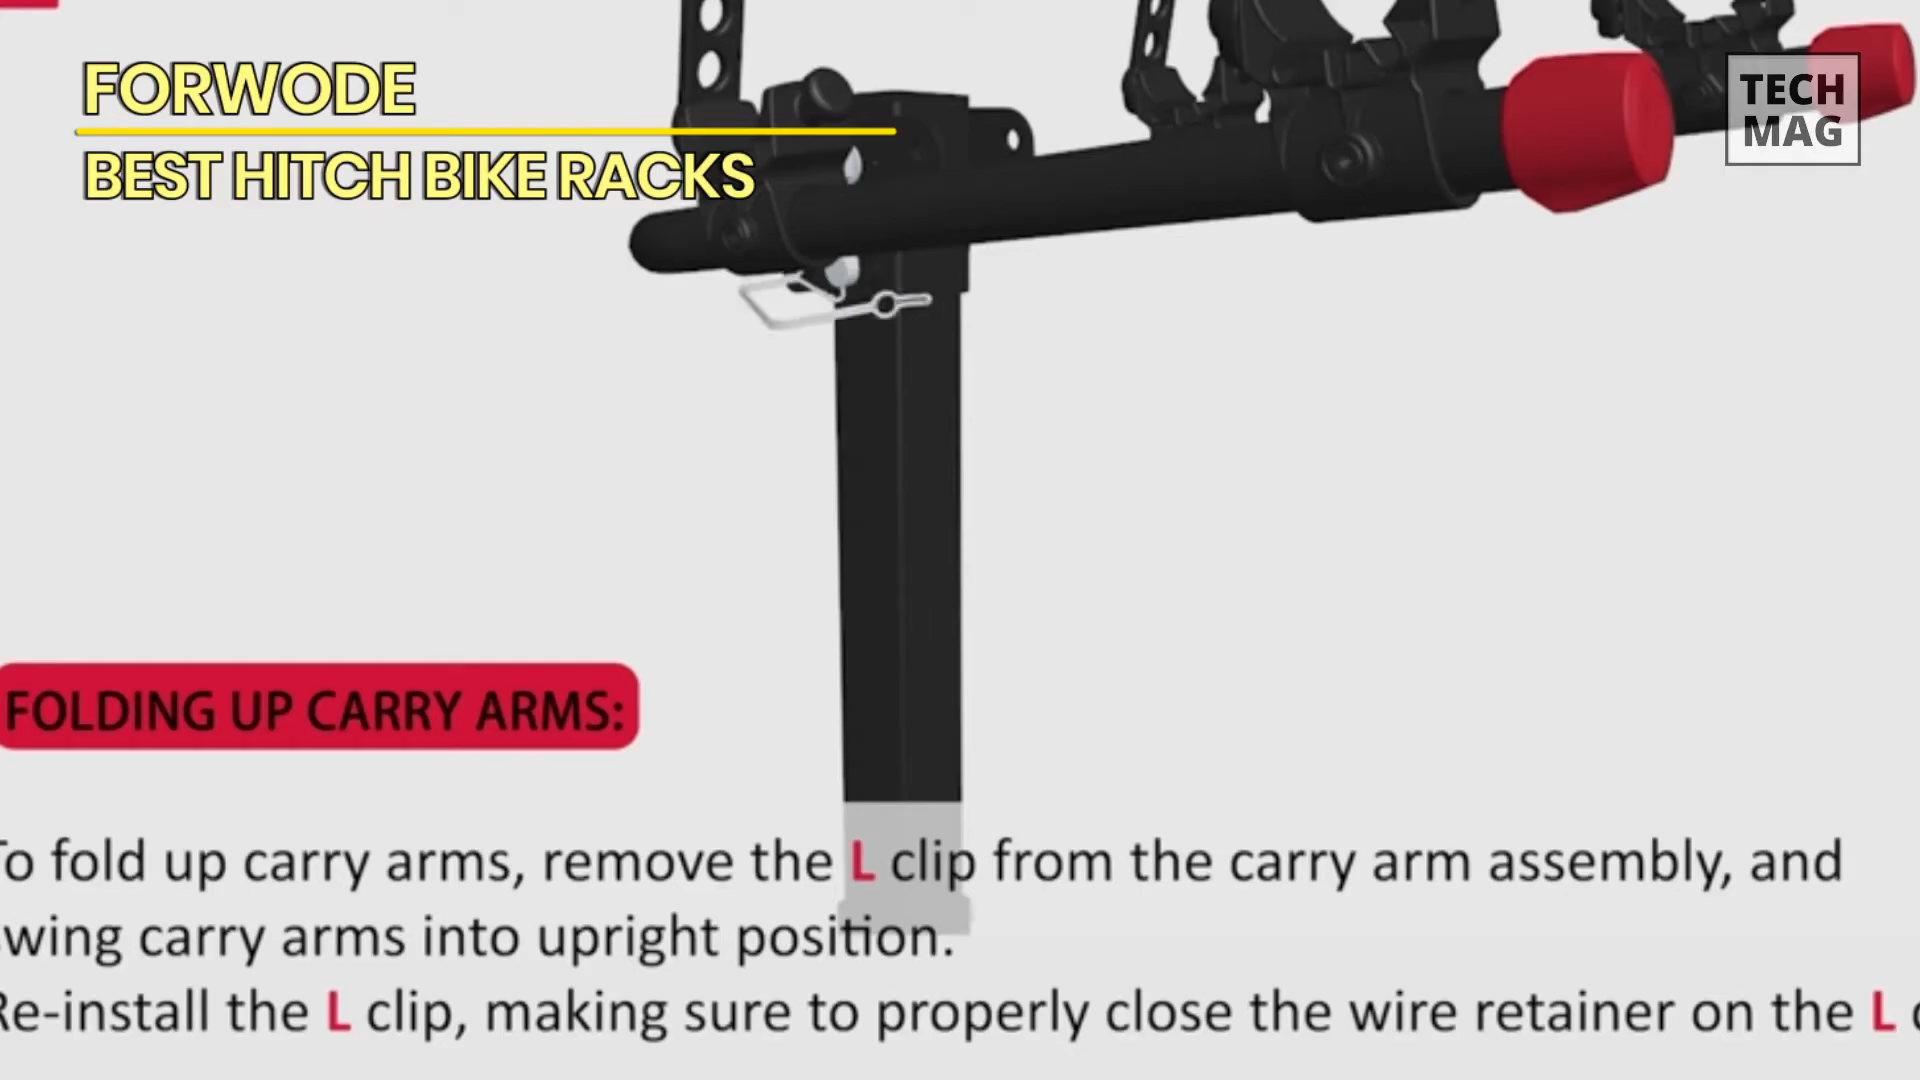 FORWODE
BEST HITCH BIKE RACKS
TECH
MAG
FOLDING UP CARRY ARMS:
To fold up carry arms, remove the L clip from the carry arm assembly, and
swing carry arms into upright position.
Re-install the L clip, making sure to properly close the wire retainer on the L